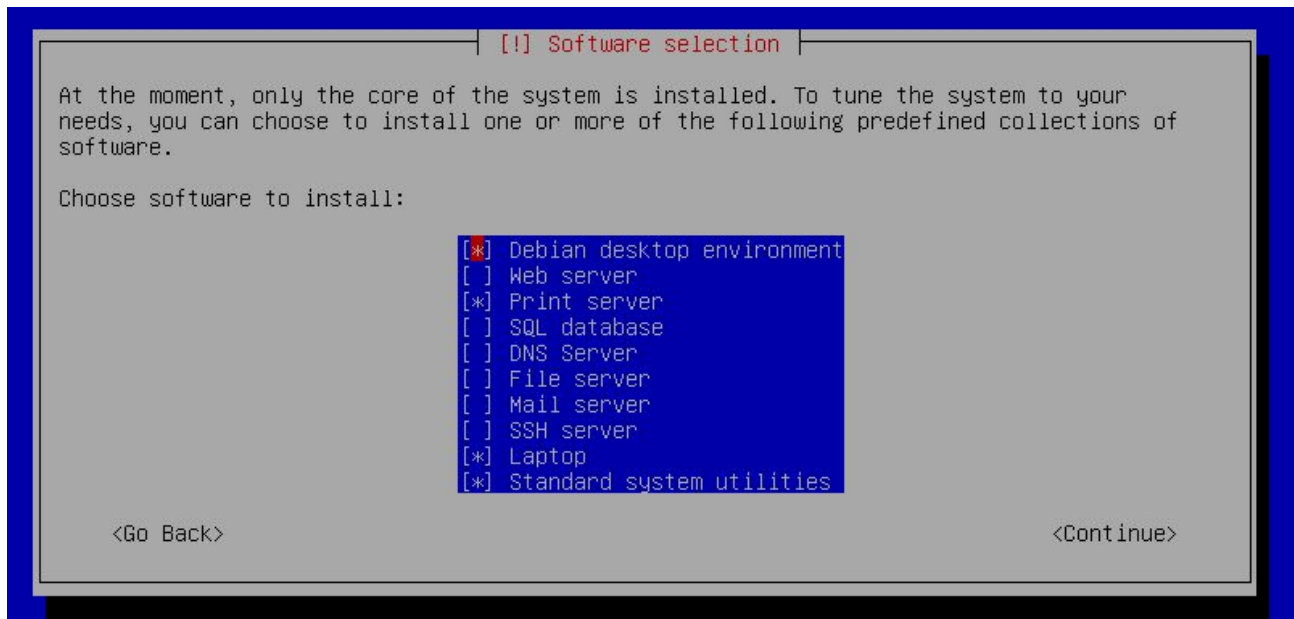 [!] Software selection
At the moment, only the core of the system is installed. To tune the system to your
needs, you can choose to install one or more of the following predefined collections of
software.
Choose software to install:
[*] Debian desktop environment
[ ] Web server
[*] Print server
[ ] SQL database
[ ] DNS Server
[ ] File server
[ ] Mail server
[ ] SSH server
[*] Laptop
[*] Standard system utilities
<Go Back> <Continue>